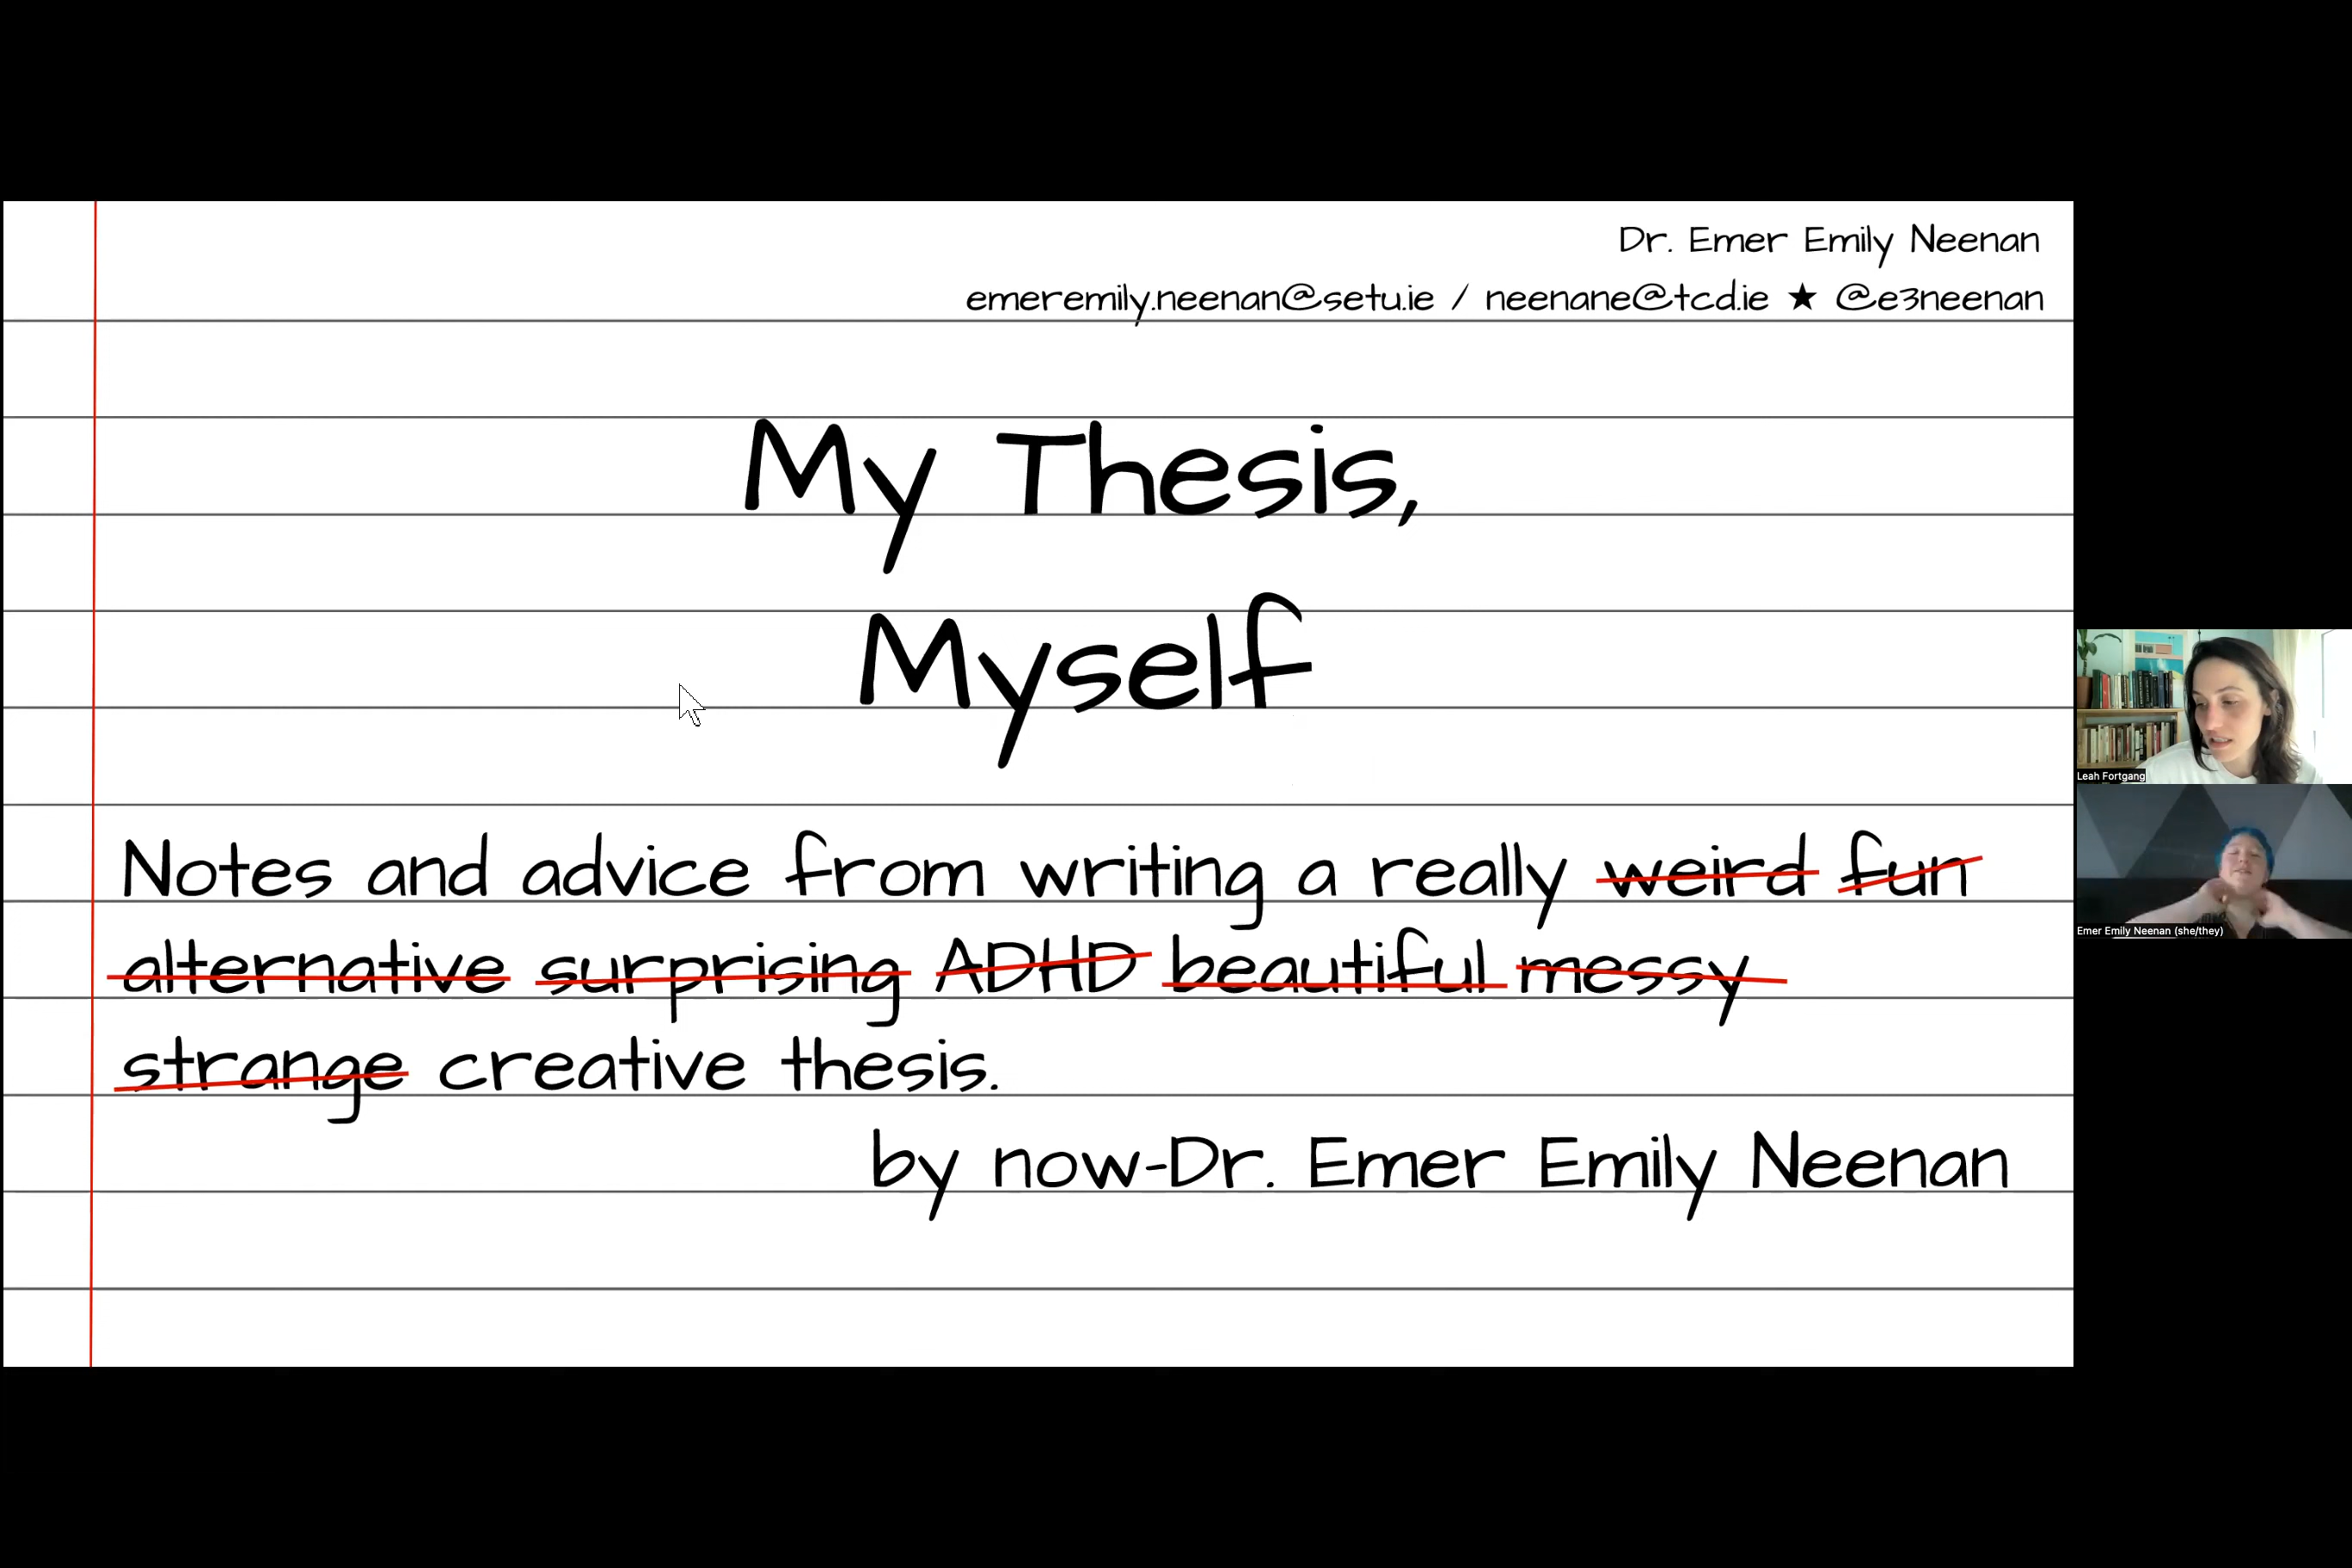 Dr. Emer Emily Neenan
emeremily.neenan@setu.ie / neenane@tcd.ie ★ @e3neenan
My Thesis,
Myself
Notes and advice from writing a really weird fun
alternative surprising ADHD beautiful messy
strange creative thesis.
by now-Dr. Emer Emily Neenan
Leah Fortgang
Emer Emily Neenan (she/they)